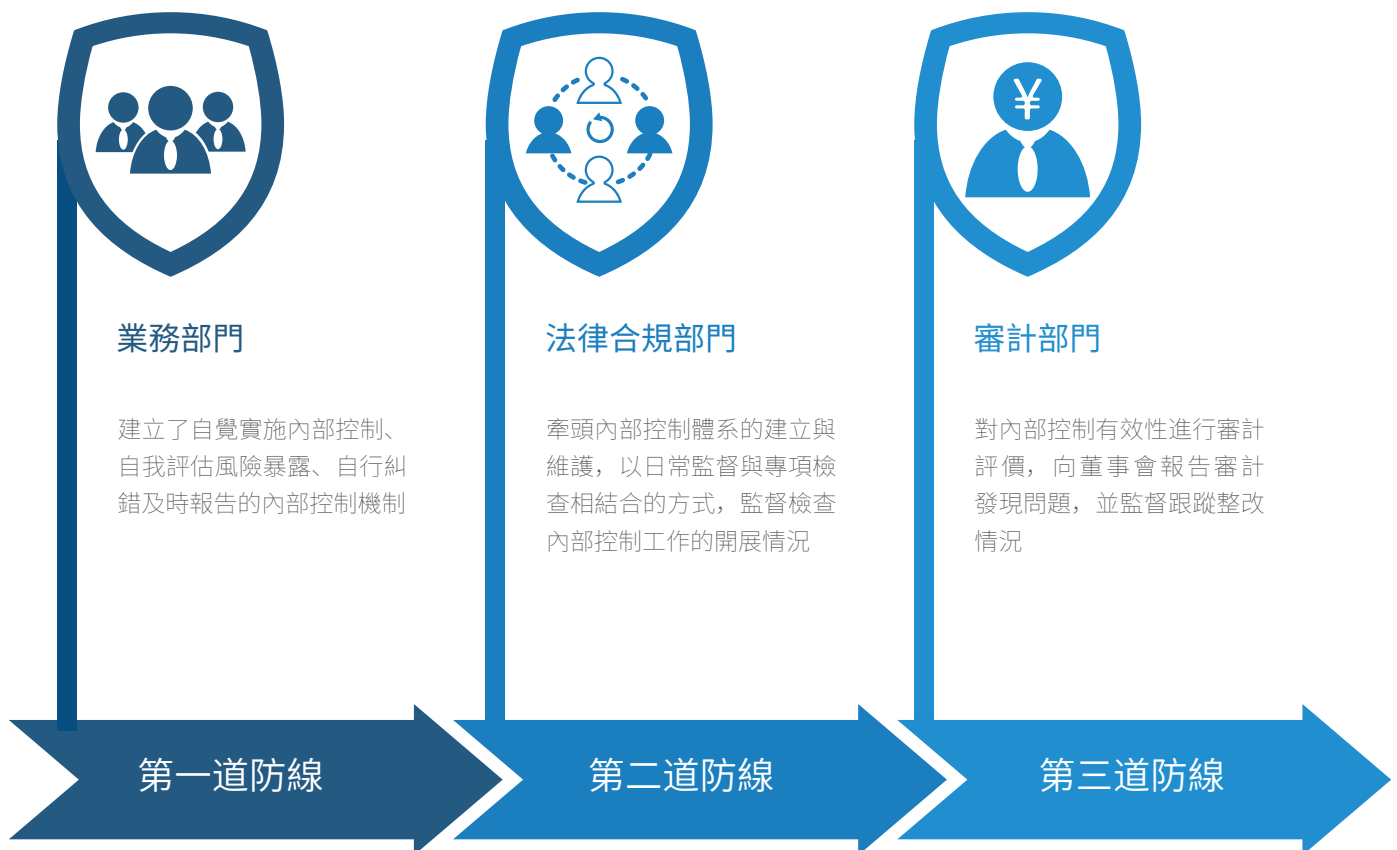 業務部門
建立了自覺實施內部控制、
自我評估風險暴露、自行糾
錯及時報告的內部控制機制
第一道防線
法律合規部門
牽頭內部控制體系的建立與
維護，以日常監督與專項檢
查相結合的方式，監督檢查
內部控制工作的開展情況
第二道防線
¥
審計部門
對內部控制有效性進行審計
評價，向董事會報告審計
發現問題，並監督跟蹤整改
情況
第三道防線